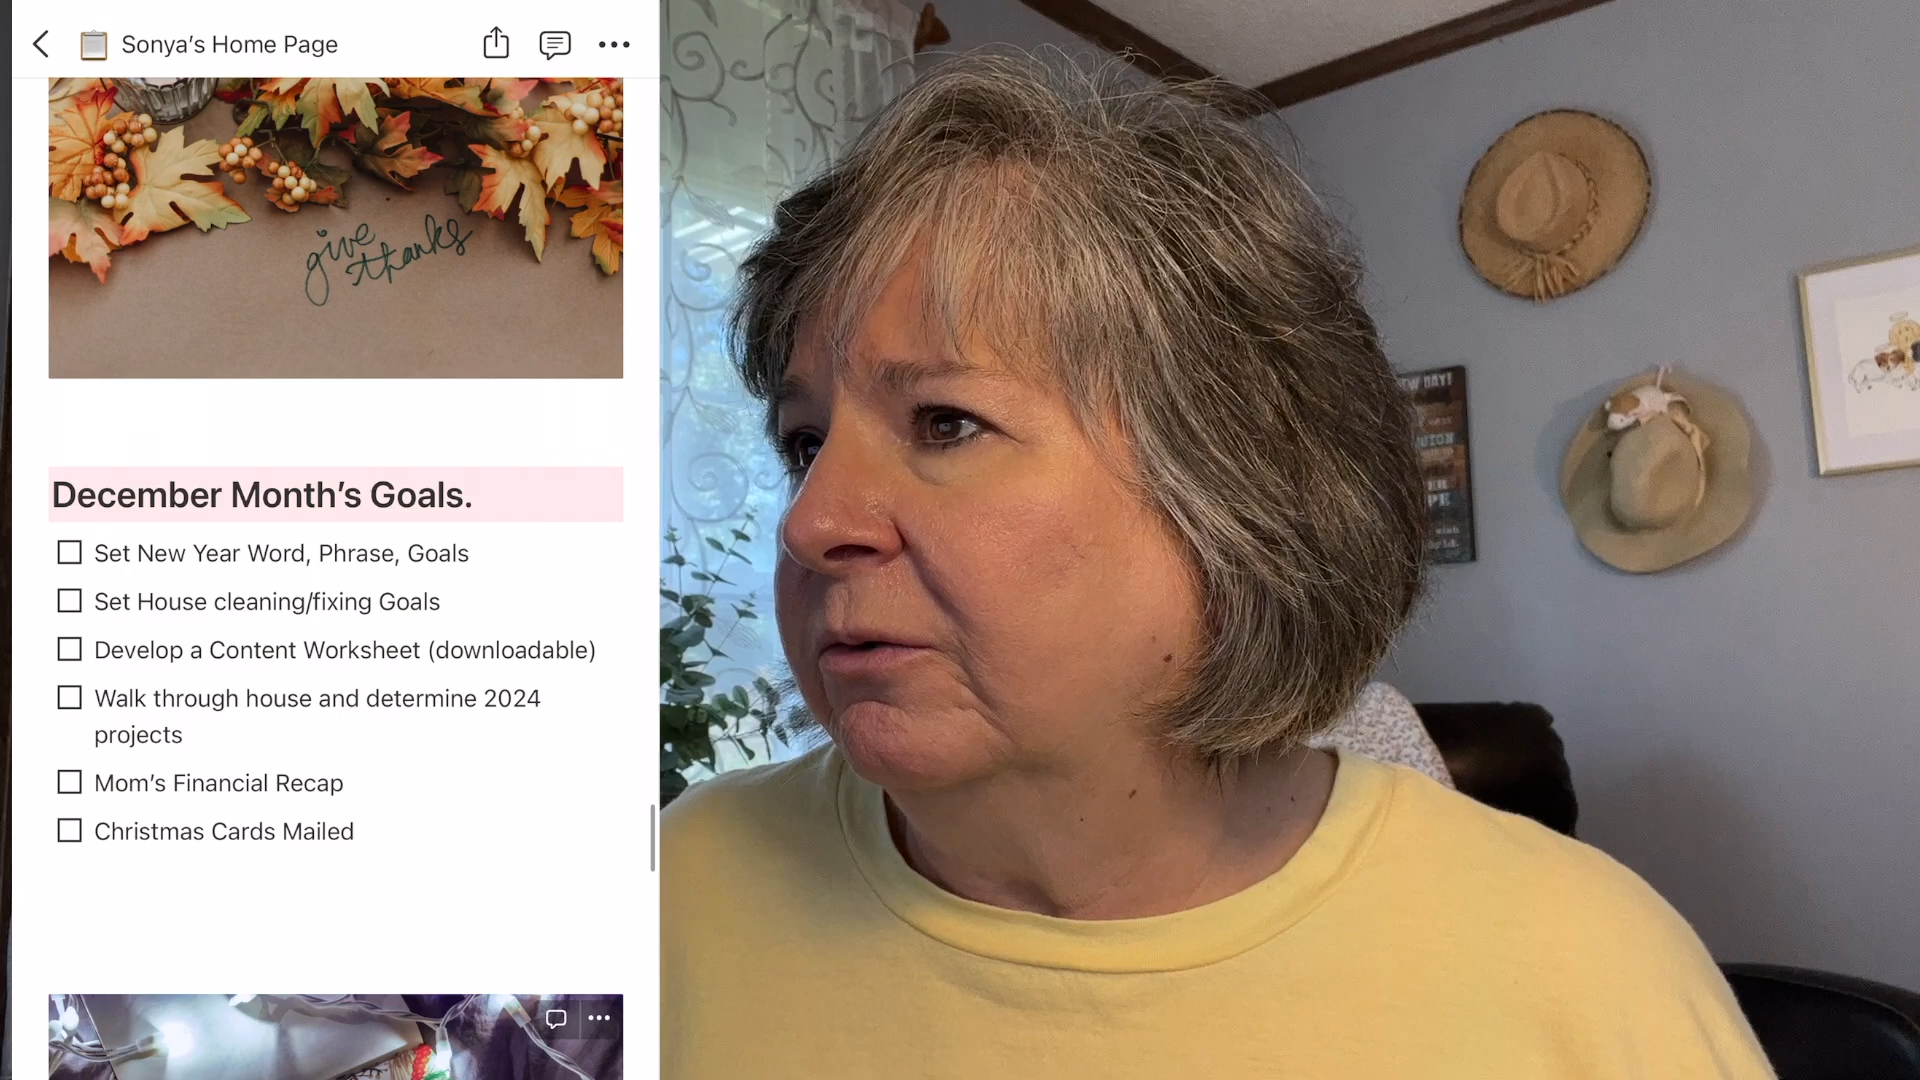 Sonya's Home Page
give
thanks
December Month's Goals.
Set New Year Word, Phrase, Goals
Set House cleaning/fixing Goals
Develop a Content Worksheet (downloadable)
Walk through house and determine 2024
projects
Mom's Financial Recap
Christmas Cards Mailed
DAY!